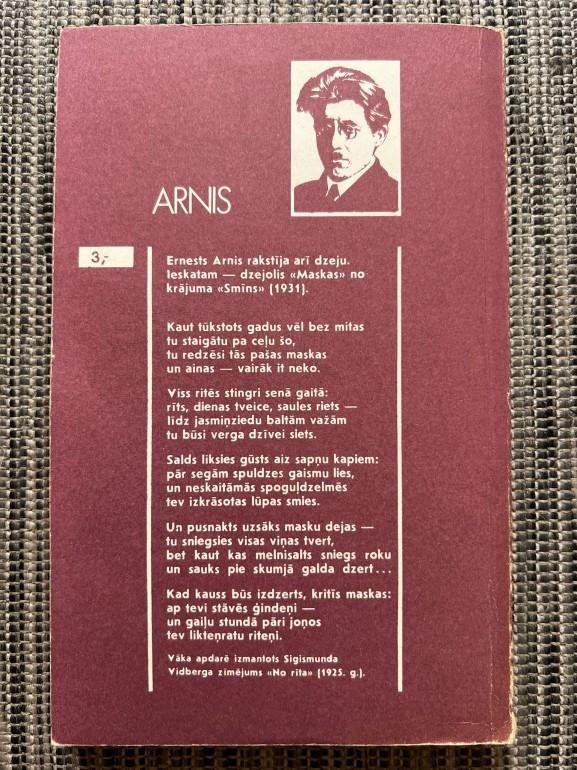 ARNIS
3,-
Ernests Arnis rakstīja arī dzeju.
Ieskatam — dzejolis «Maskas» no
krājuma «Smīns» (1931).
Kaut tūkstots gadus vēl bez mitas
tu staigātu pa ceļu šo,
tu redzēsi tās pašas maskas
un ainas — vairāk it neko.
Viss ritēs stingri senā gaitā:
rīts, dienas tveice, saules riets —
līdz jasmiņziedu baltām važām
tu būsi verga dzīvei siets.
Salds liksies gūsts aiz sapņu kapiem:
pār segām spuldzes gaismu lies,
un neskaitāmās spoguļdzelmēs
tev izkrāsotas lūpas smies.
Un pusnakts uzsāks masku dejas —
tu sniegsies visas viņas tvert,
bet kaut kas melnisalts sniegs roku
un sauks pie skumjā galda dzert...
Kad kauss būs izdzerts, kritīs maskas:
ap tevi stāvēs ģindeņi —
un gaiļu stundā pāri joņos
tev likteņratu riteņi.
Vāka apdarē izmantots Sigismunda
Vidberga zīmējums «No rīta» (1925. g.).